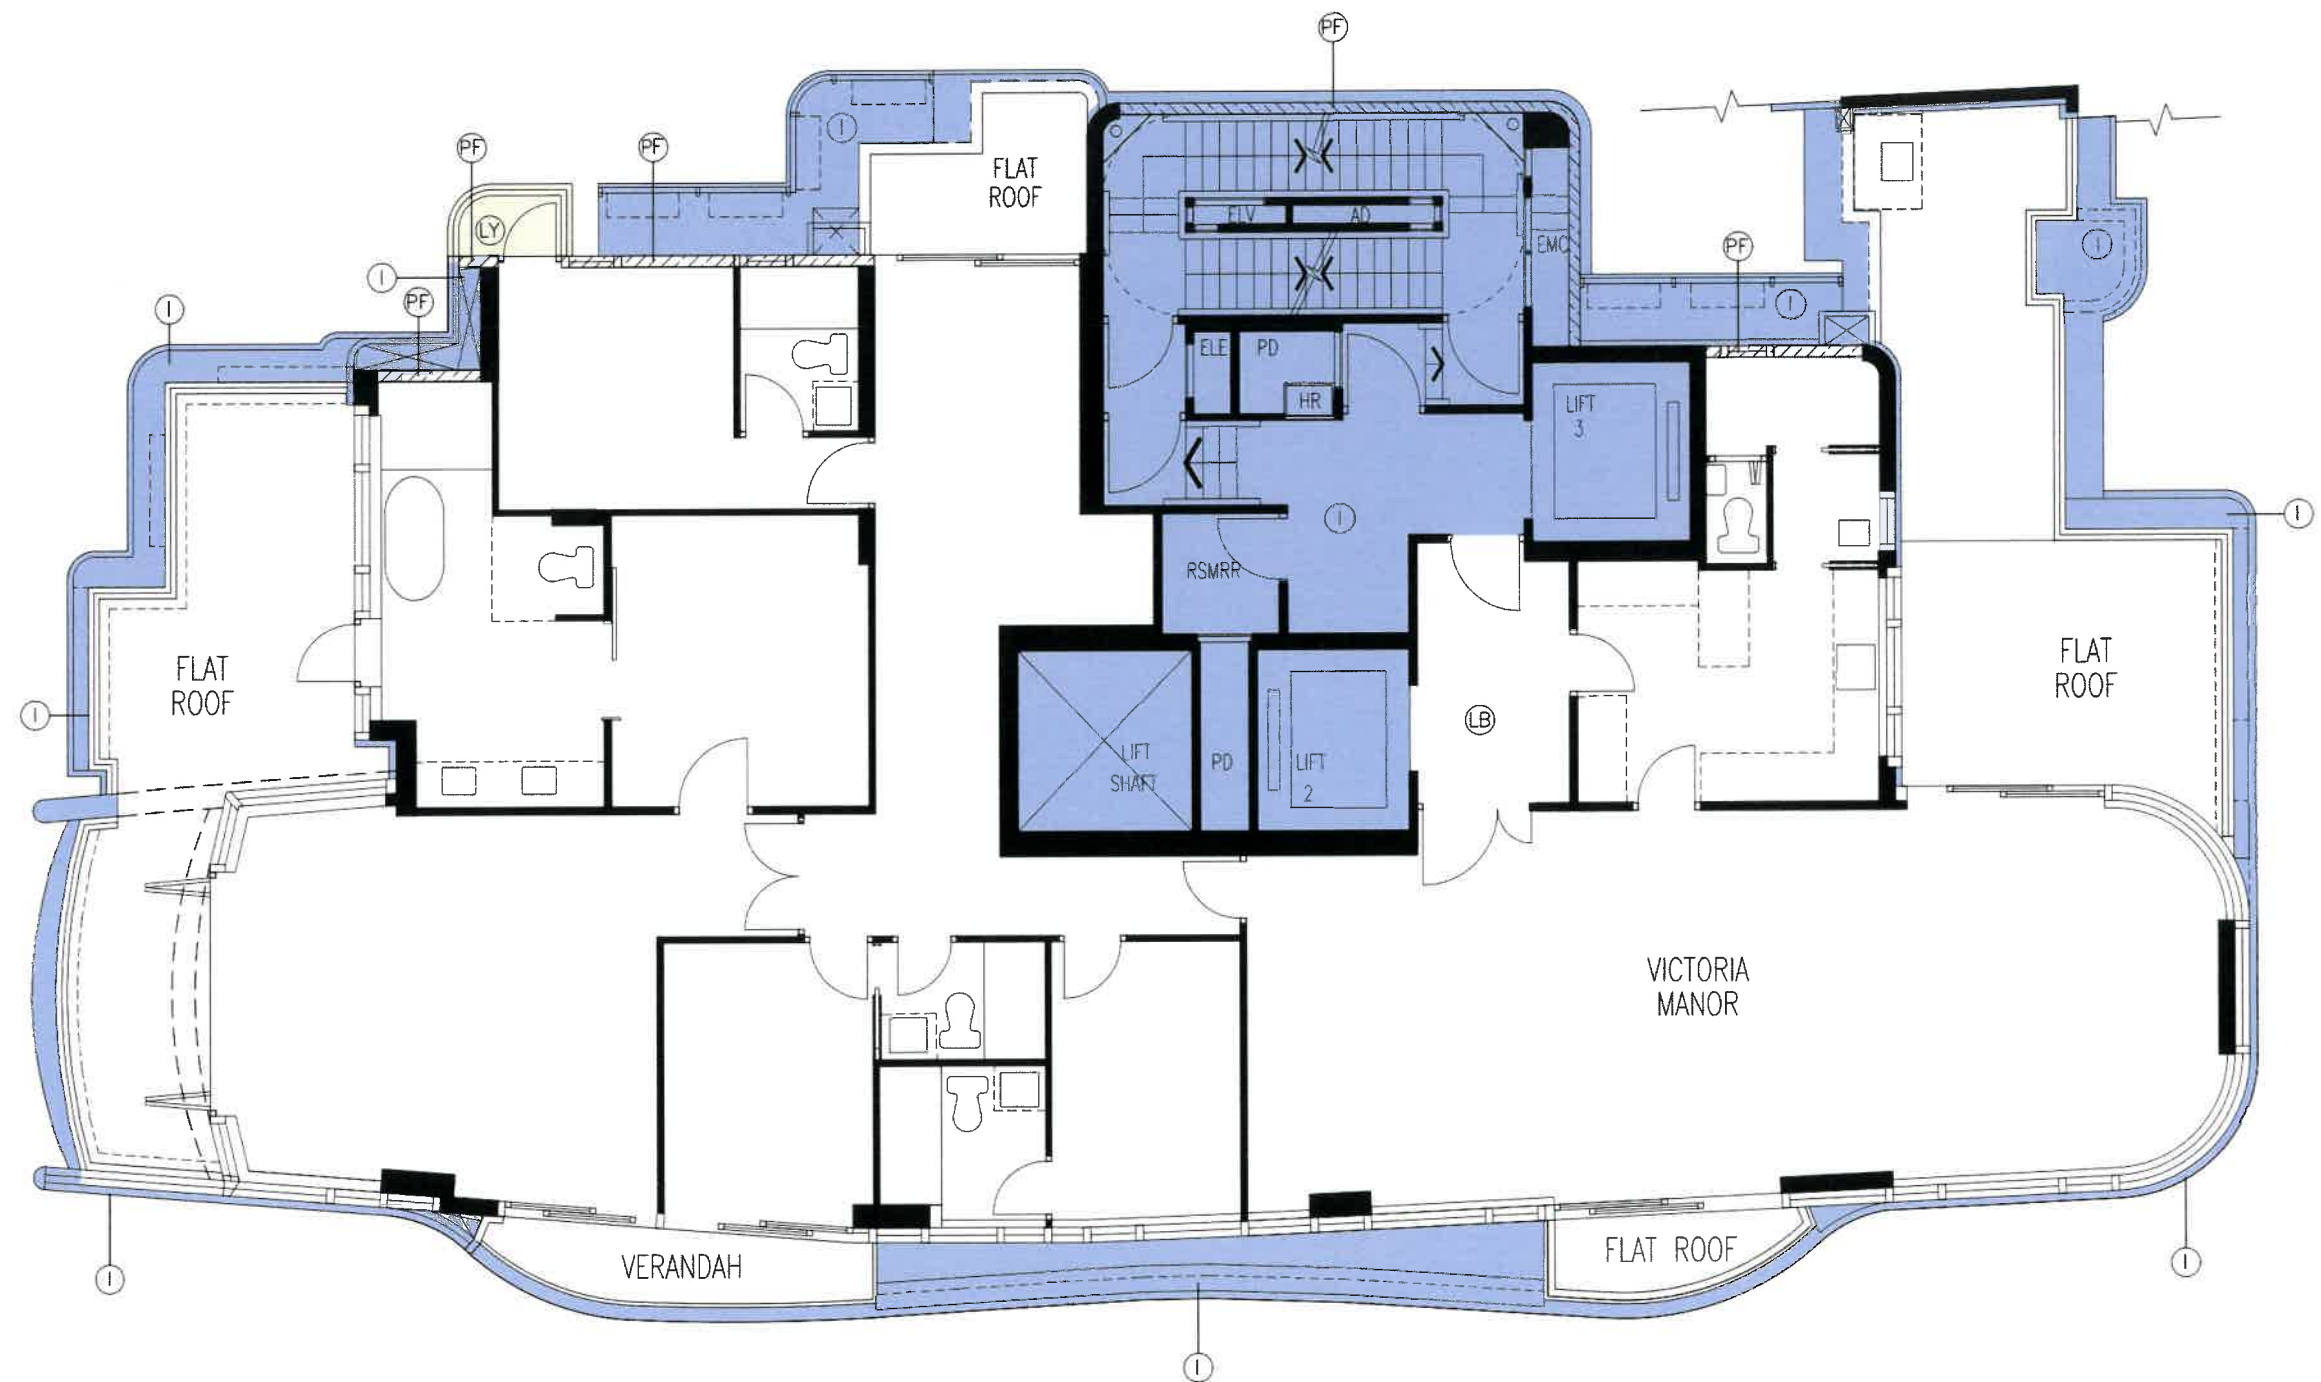 PF
PF
PF
I
FLAT
ROOF
LY
ELV
AD
EMC
PF
I
I
I
PF
I
I
ELE
PD
HR
LIFT
3
I
I
RSMRR
FLAT
ROOF
FLAT
ROOF
I
LB
LIFT
SHAFT
PD
LIFT
2
VICTORIA
MANOR
VERANDAH
FLAT ROOF
I
I
I